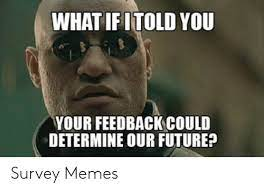 WHAT IF I TOLD YOU
YOUR FEEDBACK COULD
DETERMINE OUR FUTURE?
Survey Memes